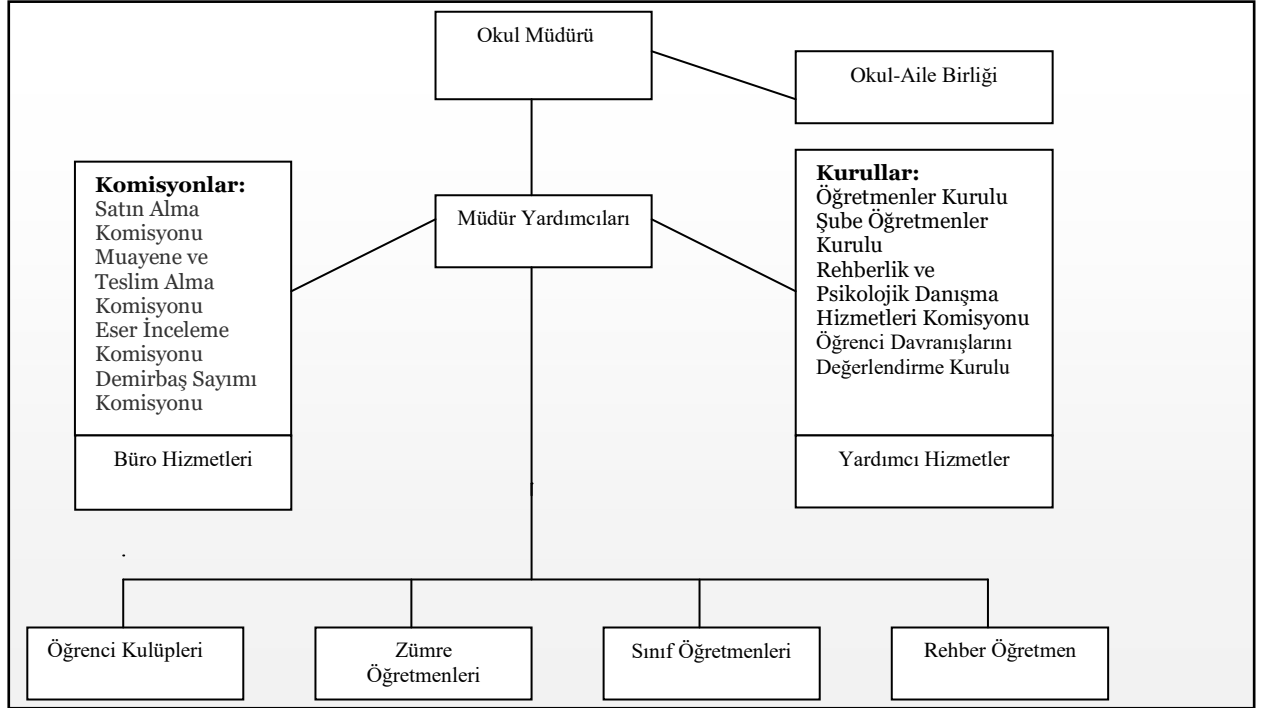 Okul Müdürü
Okul-Aile Birliği
Komisyonlar:
Satın Alma
Komisyonu
Muayene ve
Teslim Alma
Komisyonu
Eser İnceleme
Komisyonu
Demirbaş Sayımı
Komisyonu
Müdür Yardımcıları
Kurullar:
Öğretmenler Kurulu
Şube Öğretmenler
Kurulu
Rehberlik ve
Psikolojik Danışma
Hizmetleri Komisyonu
Öğrenci Davranışlarını
Değerlendirme Kurulu
Büro Hizmetleri
Yardımcı Hizmetler
Öğrenci Kulüpleri
Zümre
Öğretmenleri
Sınıf Öğretmenleri
Rehber Öğretmen